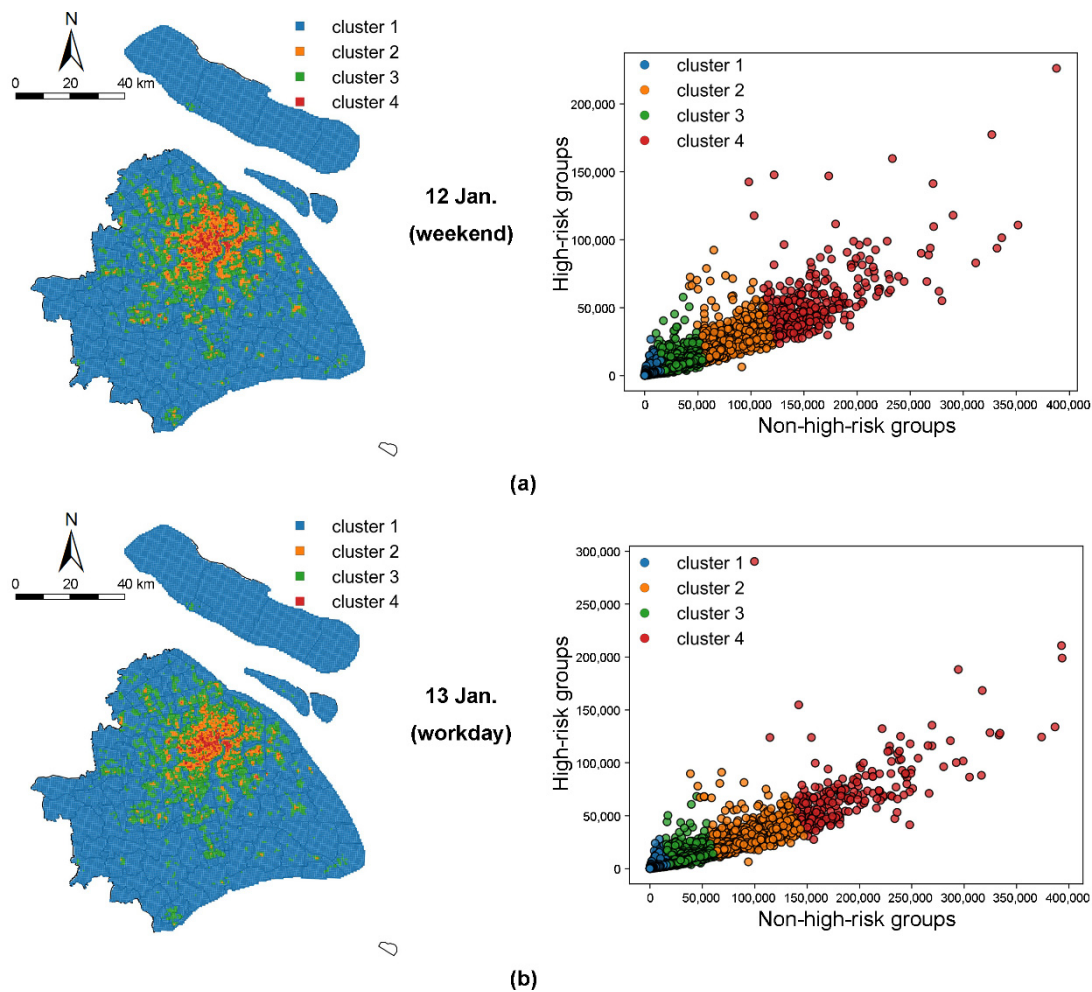 N
0 20 40 km
cluster 1
cluster 2
cluster 3
cluster 4
12 Jan.
(weekend)
High-risk groups
200,000
150,000
100,000
50,000
0
cluster 1
cluster 2
cluster 3
cluster 4
0 50,000 100,000 150,000 200,000 250,000 300,000 350,000 400,000
Non-high-risk groups
(a)
N
0 20 40 km
cluster 1
cluster 2
cluster 3
cluster 4
13 Jan.
(workday)
High-risk groups
300,000
250,000
200,000
150,000
100,000
50,000
0
cluster 1
cluster 2
cluster 3
cluster 4
0 50,000 100,000 150,000 200,000 250,000 300,000 350,000 400,000
Non-high-risk groups
(b)